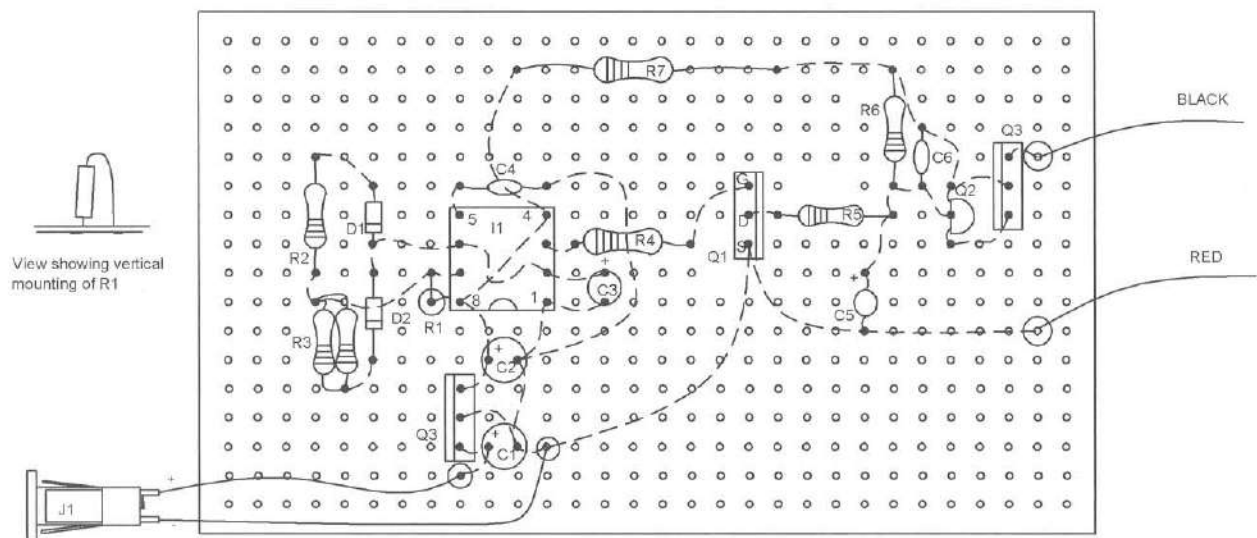 R7
R6
BLACK
Q3
C6
C4
G
Q2
5
4
D
R5
D1
I1
R4
S
R2
Q1
View showing vertical
mounting of R1
RED
+
+
C3
8
1
D2
R1
C5
R3
+
C2
Q3
+
C1
+
J1
-